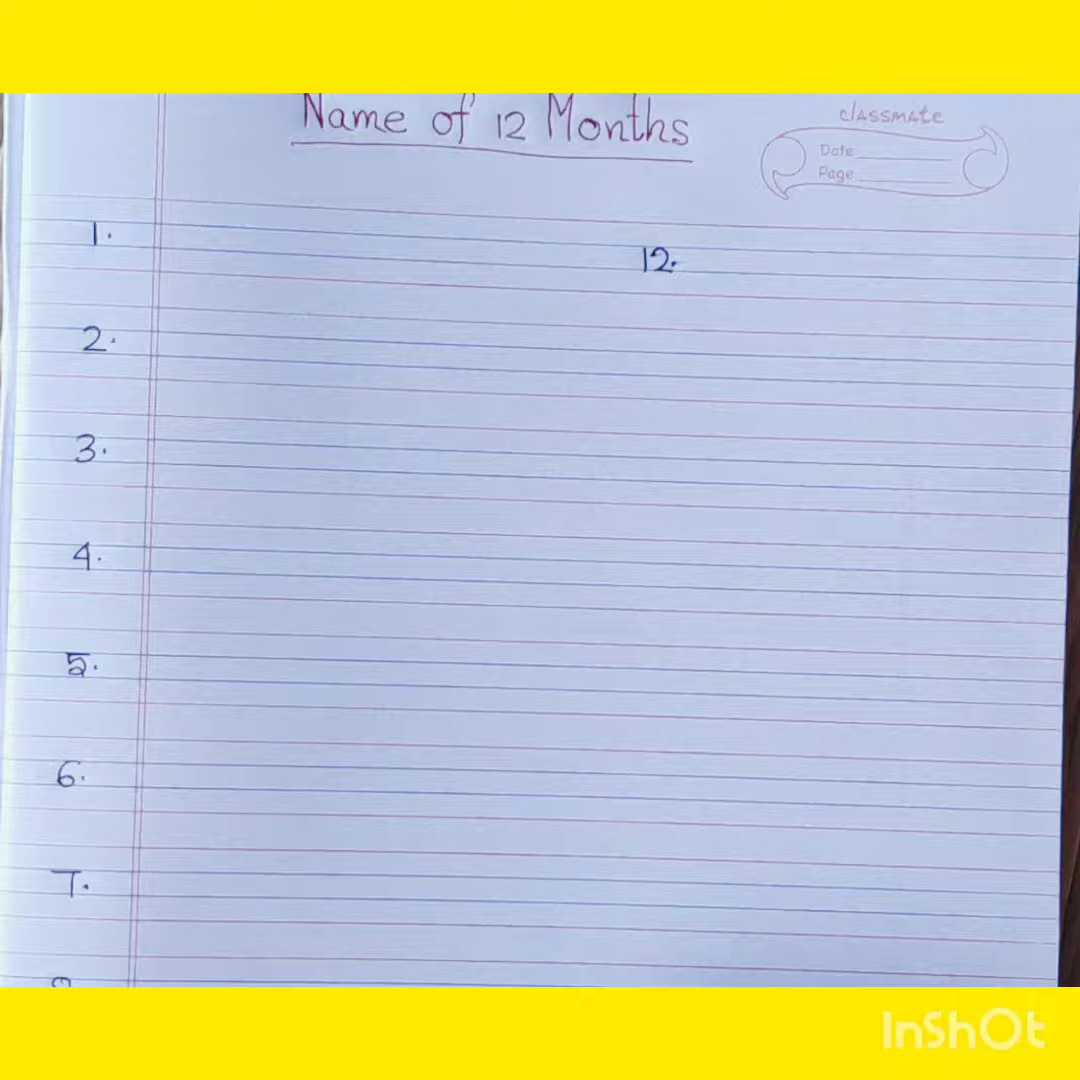 Name of 12 Months
classmate
Date
Page
1.
12.
2.
3.
4.
5.
6.
7.
InShOt